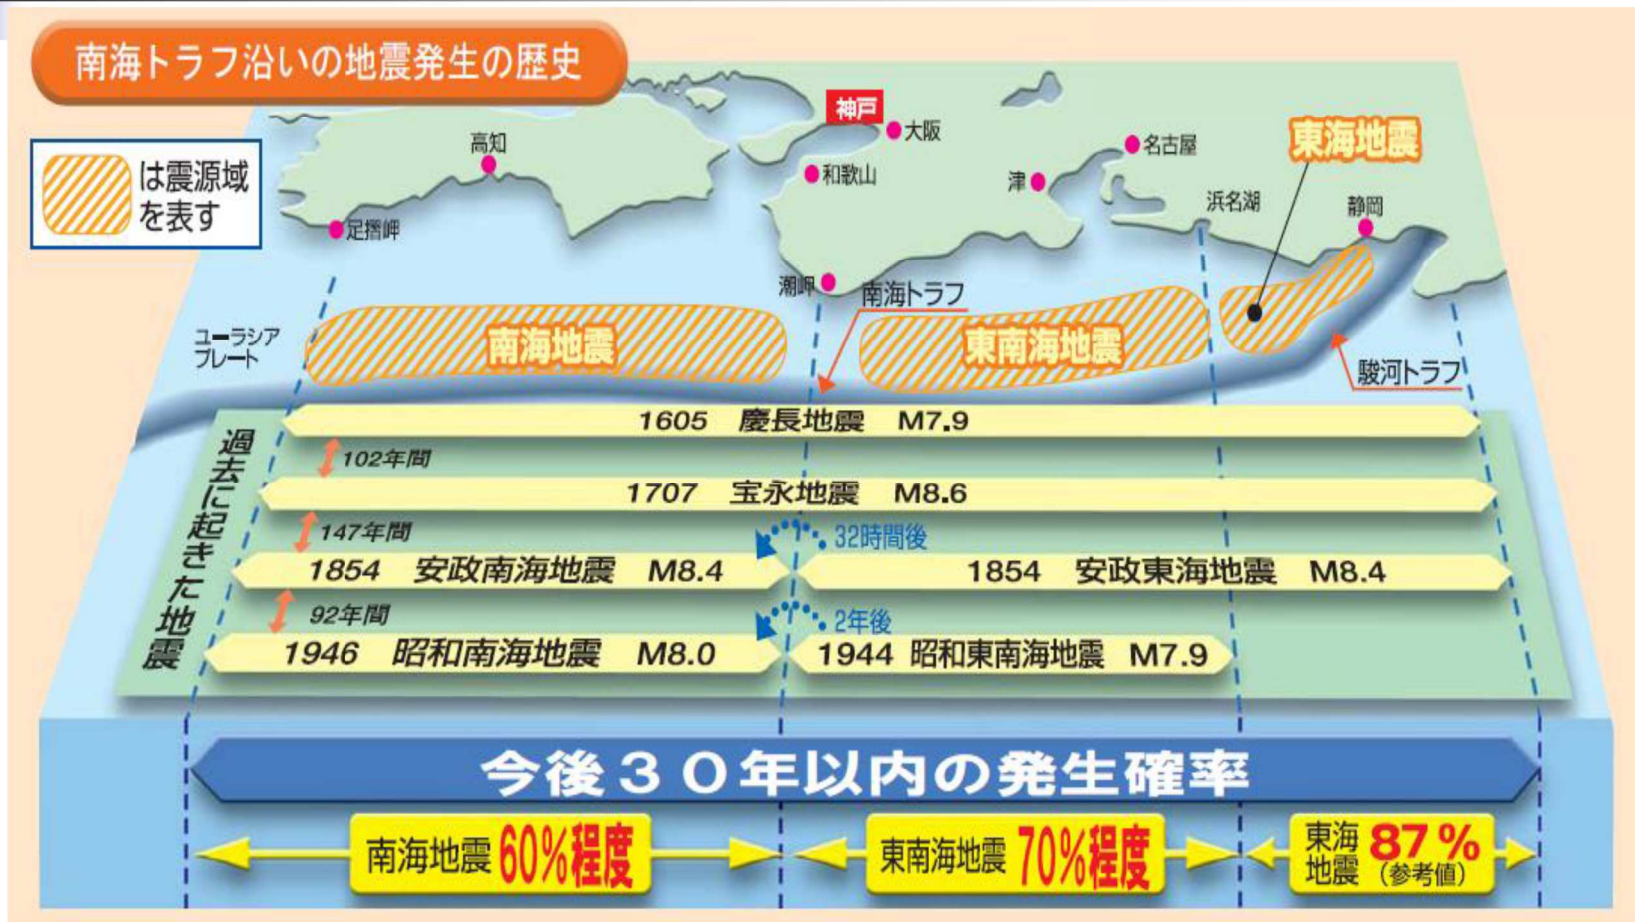 南海トラフ沿いの地震発生の歴史
は震源域
を表す
高知
足摺岬
神戸
大阪
和歌山
潮岬
津
名古屋
浜名湖
静岡
東海地震
南海トラフ
駿河トラフ
ユーラシア
プレート
南海地震
東南海地震
過去に起きた地震
1605 慶長地震 M7.9
102年間
1707 宝永地震 M8.6
147年間
32時間後
1854 安政南海地震 M8.4
1854 安政東海地震 M8.4
92年間
2年後
1946 昭和南海地震 M8.0
1944 昭和東南海地震 M7.9
今後30年以内の発生確率
南海地震 60%程度
東南海地震 70%程度
東海
地震
87%
(参考値)